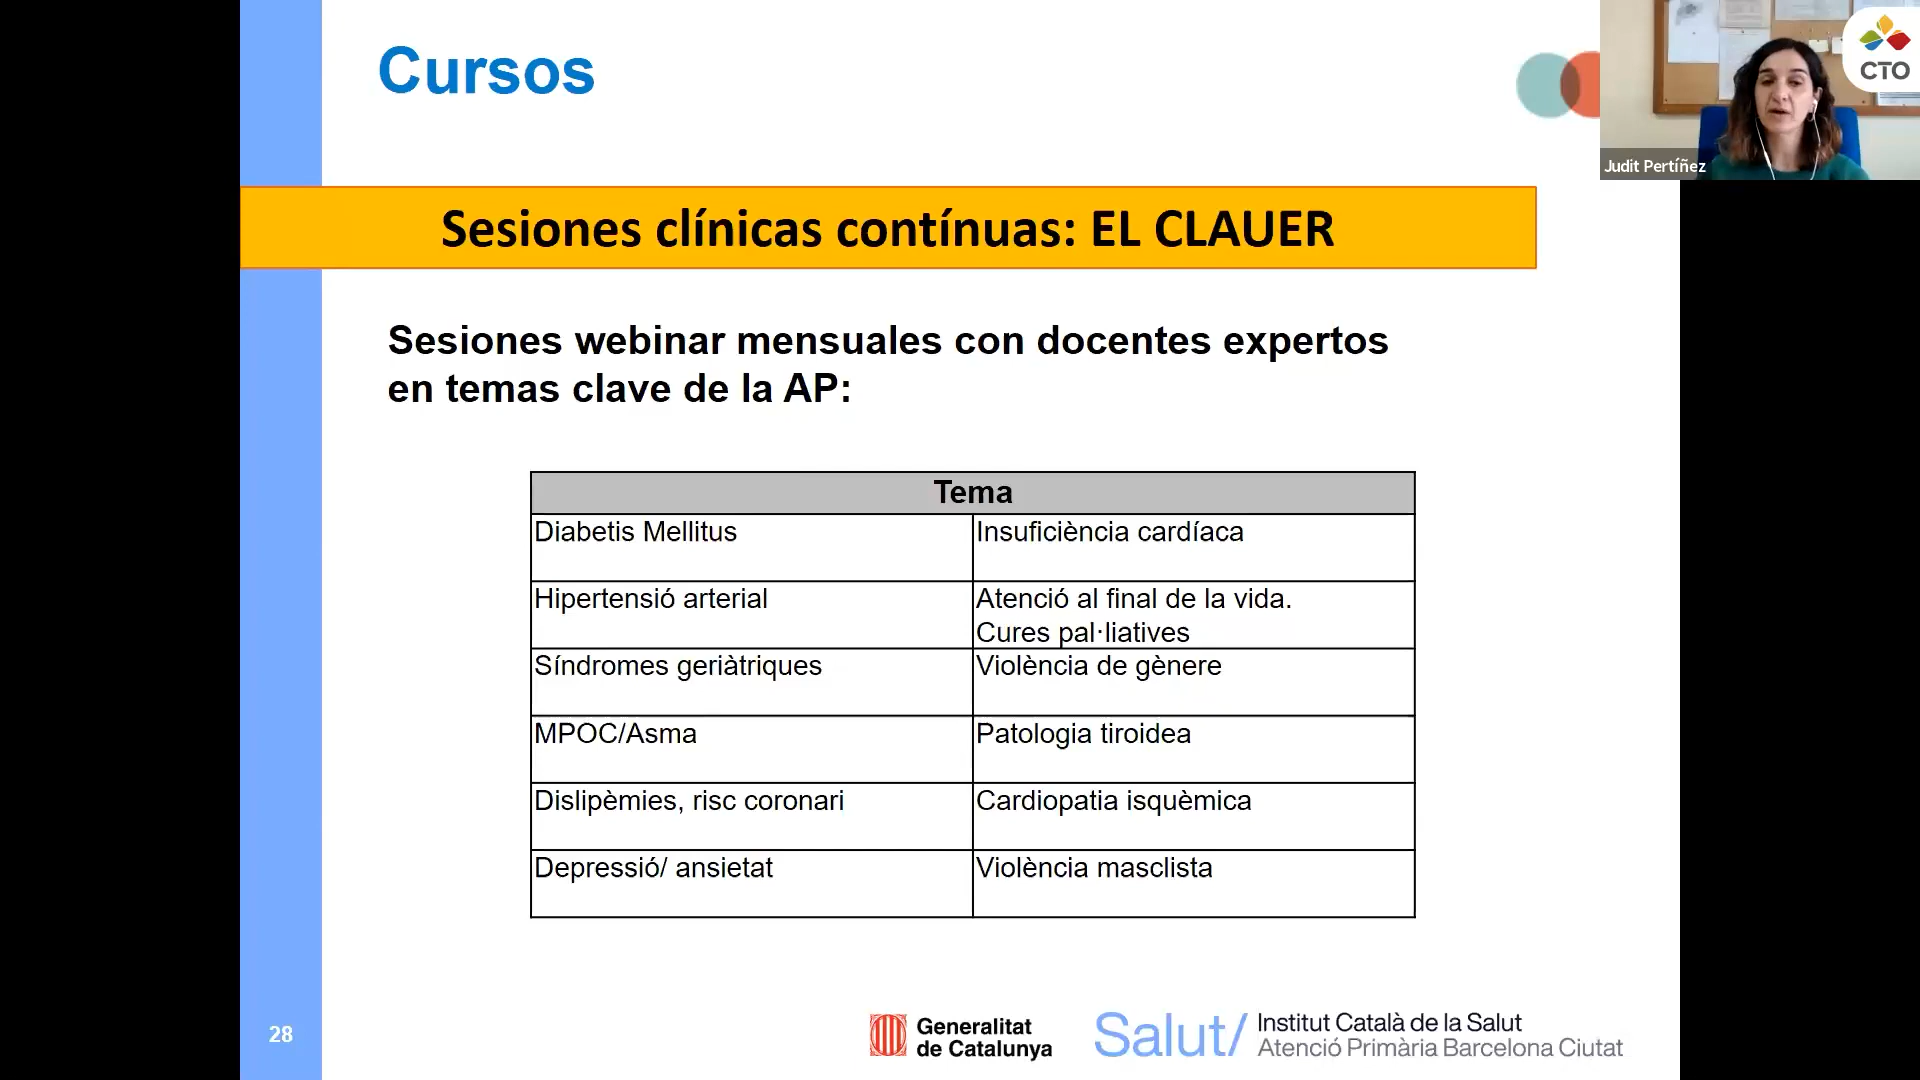 Cursos
CTO
Judit Pertíñez
Sesiones clínicas contínuas: EL CLAUER
Sesiones webinar mensuales con docentes expertos
en temas clave de la AP:
Tema
Diabetis Mellitus
Insuficiència cardíaca
Hipertensió arterial
Atenció al final de la vida.
Cures pal·liatives
Síndromes geriàtriques
Violència de gènere
MPOC/Asma
Patologia tiroidea
Dislipèmies, risc coronari
Cardiopatia isquèmica
Depressió/ ansietat
Violència masclista
28
Generalitat
de Catalunya
Salut/
Institut Català de la Salut
Atenció Primària Barcelona Ciutat